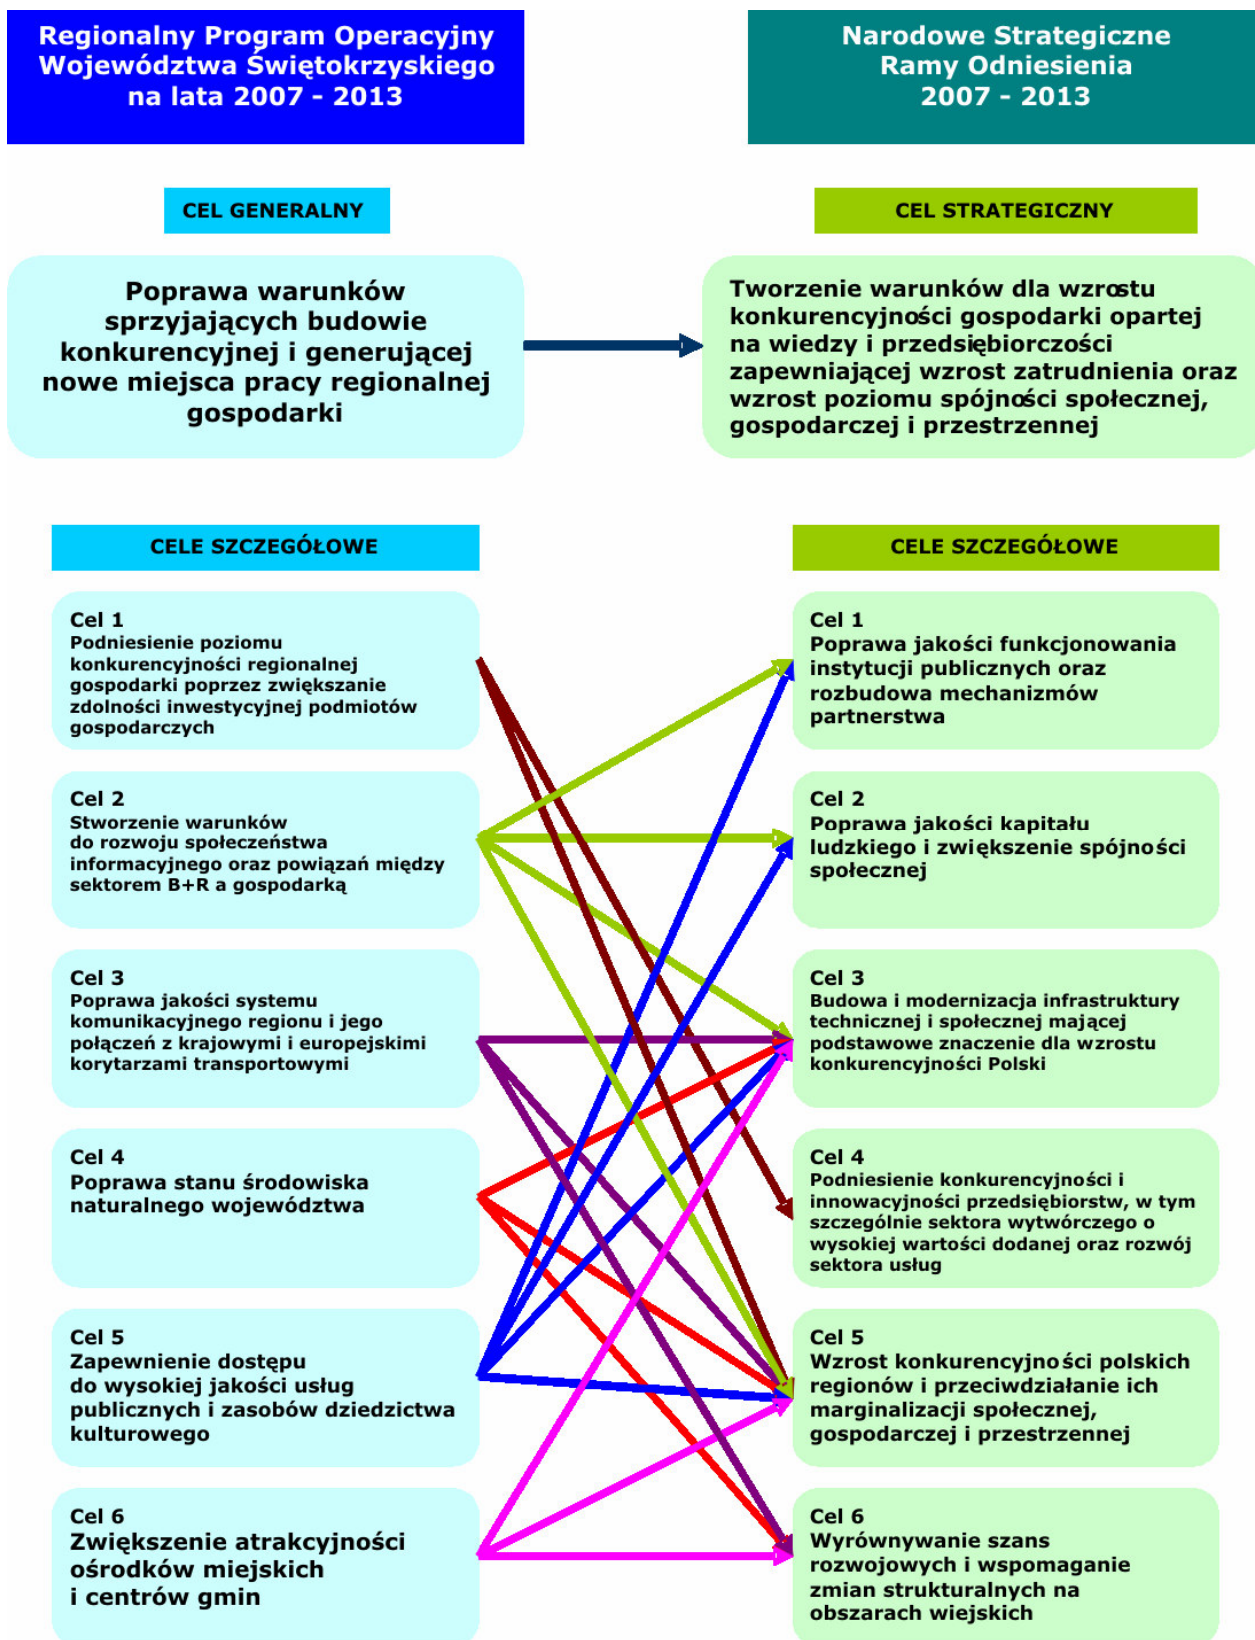 Regionalny Program Operacyjny
Województwa Świętokrzyskiego
na lata 2007 - 2013
Narodowe Strategiczne
Ramy Odniesienia
2007 - 2013
CEL GENERALNY
CEL STRATEGICZNY
Poprawa warunków
sprzyjających budowie
konkurencyjnej i generującej
nowe miejsca pracy regionalnej
gospodarki
Tworzenie warunków dla wzrostu
konkurencyjności gospodarki opartej
na wiedzy i przedsiębiorczości
zapewniającej wzrost zatrudnienia oraz
wzrost poziomu spójności społecznej,
gospodarczej i przestrzennej
CELE SZCZEGÓŁOWE
CELE SZCZEGÓŁOWE
Cel 1
Podniesienie poziomu
konkurencyjności regionalnej
gospodarki poprzez zwiększanie
zdolności inwestycyjnej podmiotów
gospodarczych
Cel 1
Poprawa jakości funkcjonowania
instytucji publicznych oraz
rozbudowa mechanizmów
partnerstwa
Cel 2
Stworzenie warunków
do rozwoju społeczeństwa
informacyjnego oraz powiązań między
sektorem B+R a gospodarką
Cel 2
Poprawa jakości kapitału
ludzkiego i zwiększenie spójności
społecznej
Cel 3
Poprawa jakości systemu
komunikacyjnego regionu i jego
połączeń z krajowymi i europejskimi
korytarzami transportowymi
Cel 3
Budowa i modernizacja infrastruktury
technicznej i społecznej mającej
podstawowe znaczenie dla wzrostu
konkurencyjności Polski
Cel 4
Poprawa stanu środowiska
naturalnego województwa
Cel 4
Podniesienie konkurencyjności i
innowacyjności przedsiębiorstw, w tym
szczególnie sektora wytwórczego o
wysokiej wartości dodanej oraz rozwój
sektora usług
Cel 5
Zapewnienie dostępu
do wysokiej jakości usług
publicznych i zasobów dziedzictwa
kulturowego
Cel 5
Wzrost konkurencyjności polskich
regionów i przeciwdziałanie ich
marginalizacji społecznej,
gospodarczej i przestrzennej
Cel 6
Zwiększenie atrakcyjności
ośrodków miejskich
i centrów gmin
Cel 6
Wyrównywanie szans
rozwojowych i wspomaganie
zmian strukturalnych na
obszarach wiejskich